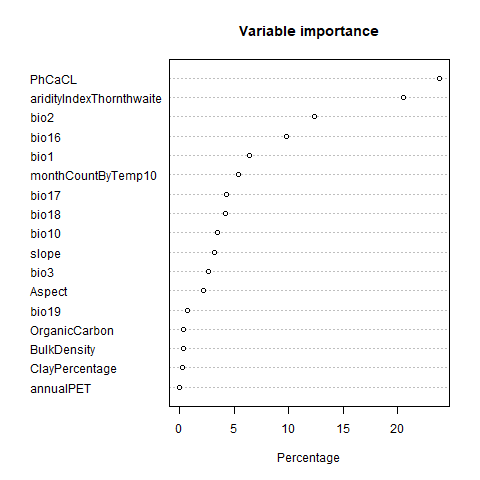 Variable importance
PhCaCL
aridityIndexThornthwaite
bio2
bio16
bio1
monthCountByTemp10
bio17
bio18
bio10
slope
bio3
Aspect
bio19
OrganicCarbon
BulkDensity
ClayPercentage
annualPET
0 5 10 15 20
Percentage